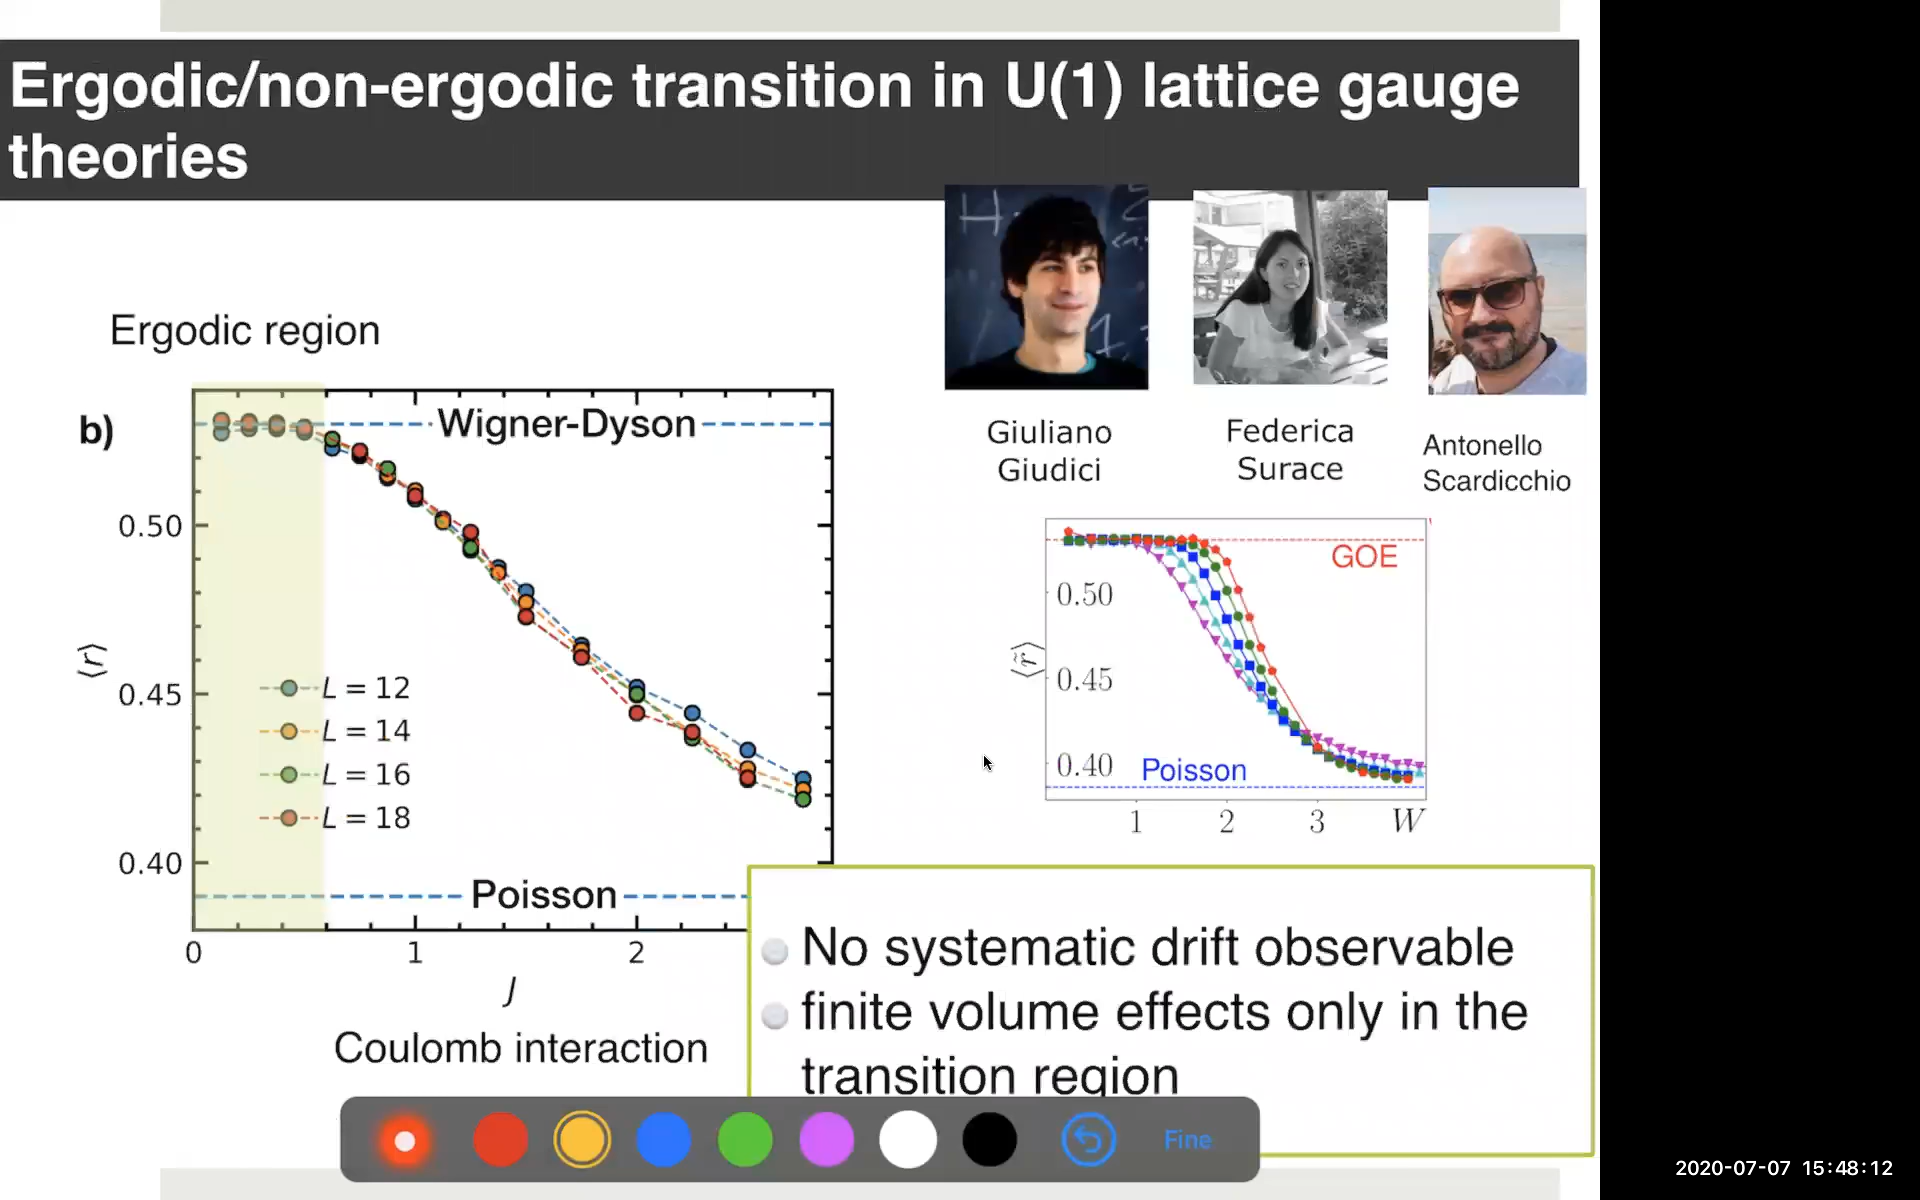 Ergodic/non-ergodic transition in U(1) lattice gauge
theories
Giuliano
Giudici
Federica
Surace
Antonello
Scardicchio
Ergodic region
b)
Wigner-Dyson
0.50
0.45
0.40
⟨r⟩
L = 12
L = 14
L = 16
L = 18
Poisson
0
1
2
J
Coulomb interaction
GOE
0.50
0.45
0.40
⟨r̃⟩
Poisson
1
2
3
W
No systematic drift observable
finite volume effects only in the
transition region
Fine
2020-07-07 15:48:12